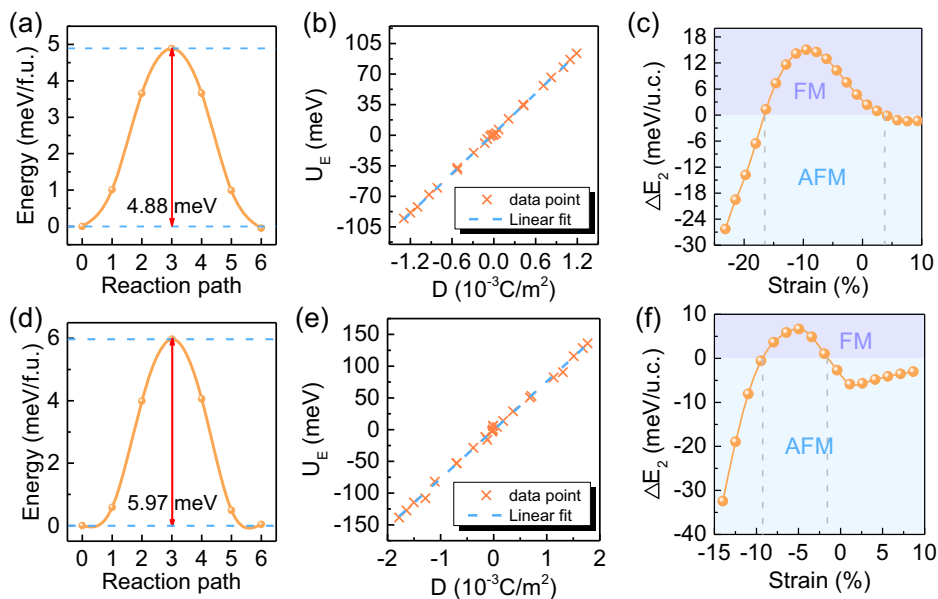 (a)
Energy (meV/f.u.)
5
4
3
2
1
0
4.88 meV
0 1 2 3 4 5 6
Reaction path
(b)
U_E (meV)
105
70
35
0
-35
-70
-105
data point
Linear fit
-1.2 -0.6 0.0 0.6 1.2
D (10⁻³C/m²)
(c)
ΔE₂ (meV/u.c.)
18
12
6
0
-6
-12
-18
-24
-30
FM
AFM
-20 -10 0 10
Strain (%)
(d)
Energy (meV/f.u.)
6
4
2
0
5.97 meV
0 1 2 3 4 5 6
Reaction path
(e)
U_E (meV)
150
100
50
0
-50
-100
-150
data point
Linear fit
-2 -1 0 1 2
D (10⁻³C/m²)
(f)
ΔE₂ (meV/u.c.)
10
0
-10
-20
-30
-40
FM
AFM
-15 -10 -5 0 5 10
Strain (%)